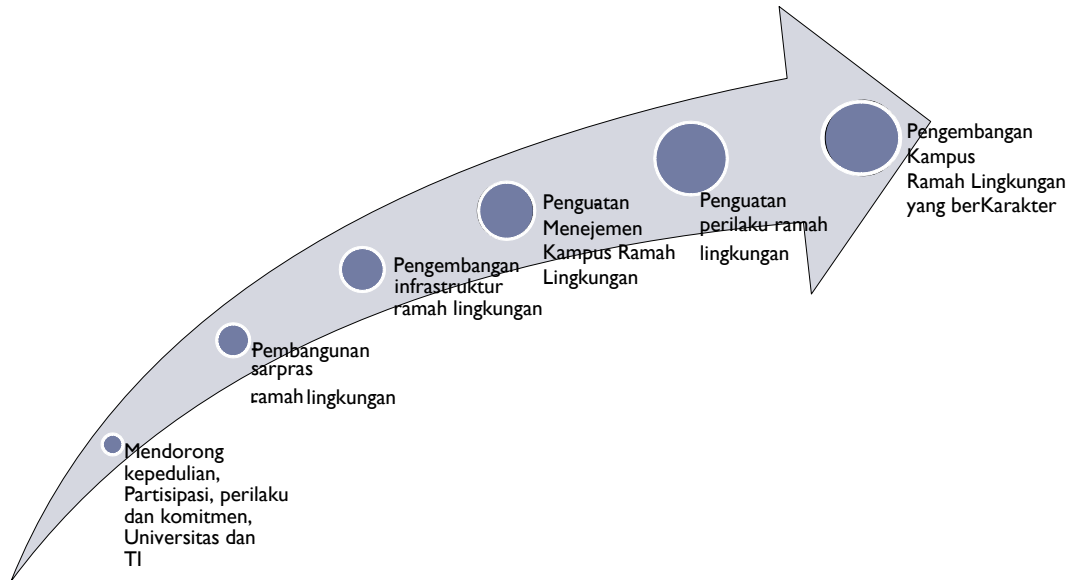 Mendorong
kepedulian,
Partisipasi, perilaku
dan komitmen,
Universitas dan
TI
Pembangunan
sarpras
ramah lingkungan
Pengembangan
infrastruktur
ramah lingkungan
Penguatan
Menejemen
Kampus Ramah
Lingkungan
Penguatan
perilaku ramah
lingkungan
Pengembangan
Kampus
Ramah Lingkungan
yang berKarakter